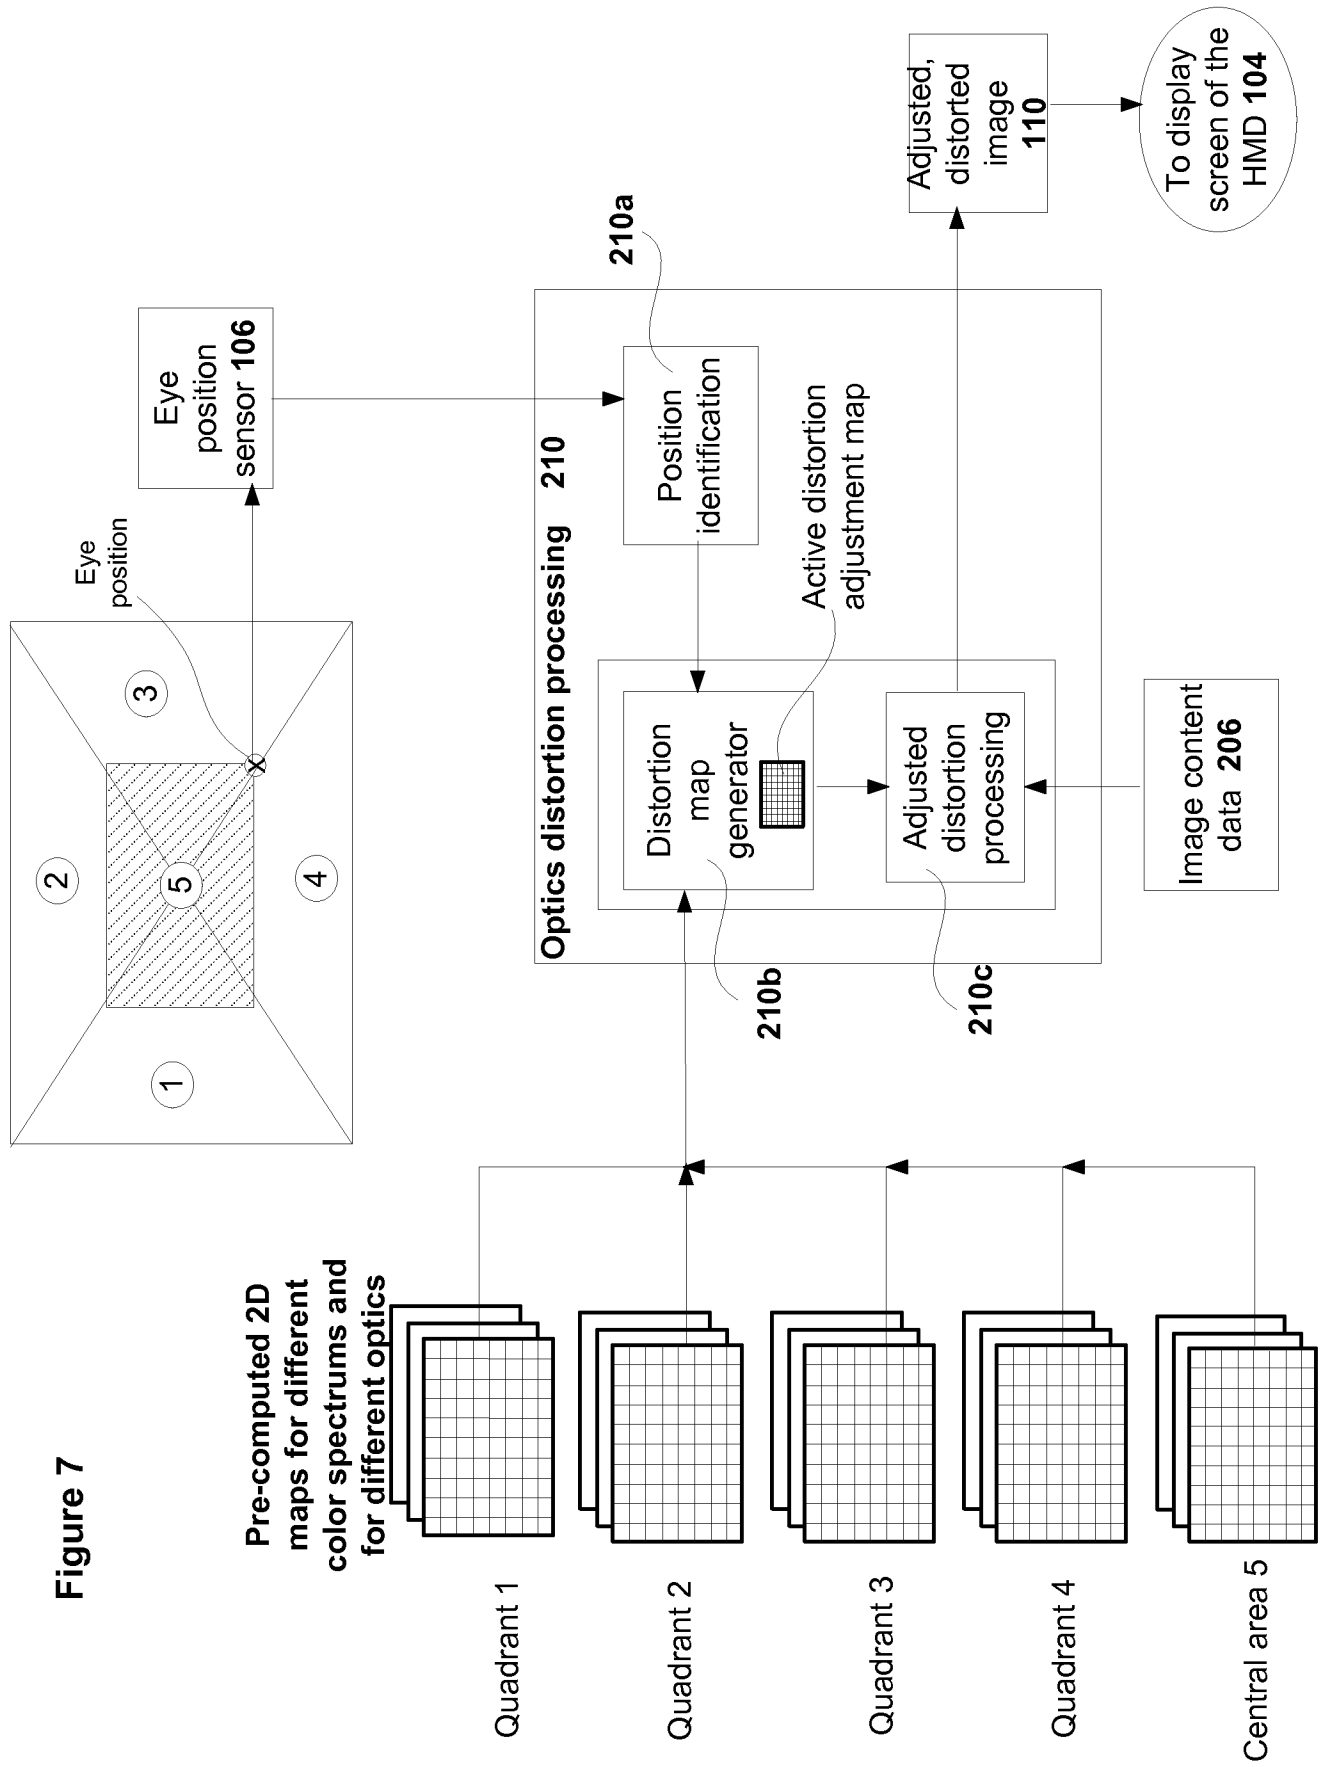 Figure 7
Pre-computed 2D
maps for different
color spectrums and
for different optics
Quadrant 1
Quadrant 2
Quadrant 3
Quadrant 4
Central area 5
1
2
3
4
5
X
Eye
position
Eye
position
sensor 106
Optics distortion processing 210
Position
identification
210a
Distortion
map
generator
210b
Active distortion
adjustment map
Adjusted
distortion
processing
210c
Image content
data 206
Adjusted,
distorted
image
110
To display
screen of the
HMD 104